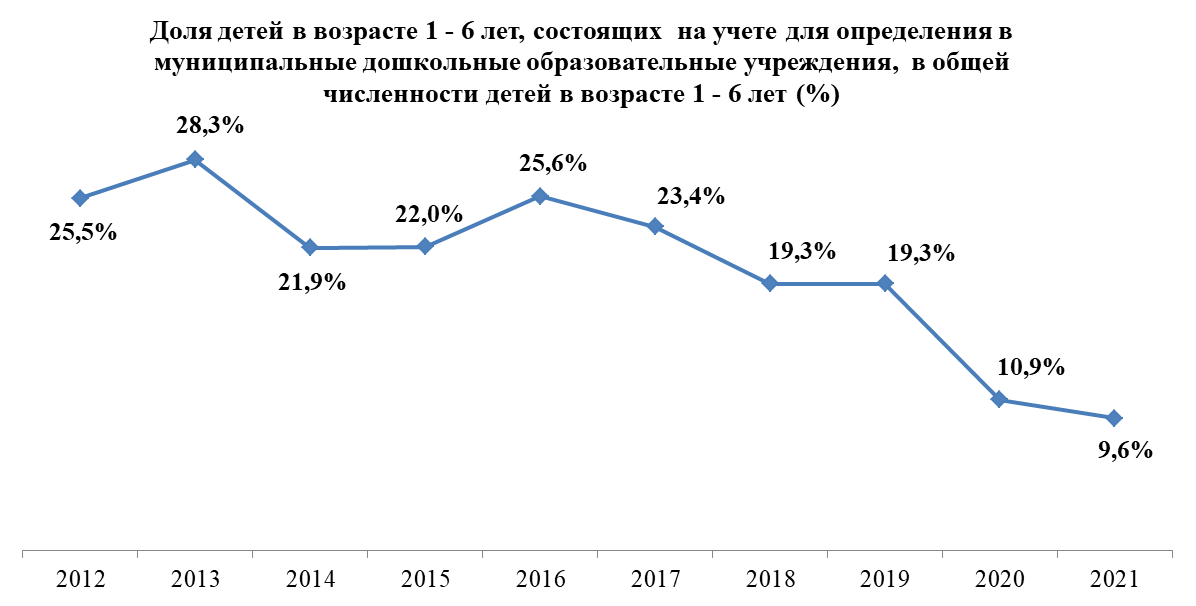 Доля детей в возрасте 1 - 6 лет, состоящих на учете для определения в
муниципальные дошкольные образовательные учреждения, в общей
численности детей в возрасте 1 - 6 лет (%)
25,5%
28,3%
21,9%
22,0%
25,6%
23,4%
19,3%
19,3%
10,9%
9,6%
2012 2013 2014 2015 2016 2017 2018 2019 2020 2021